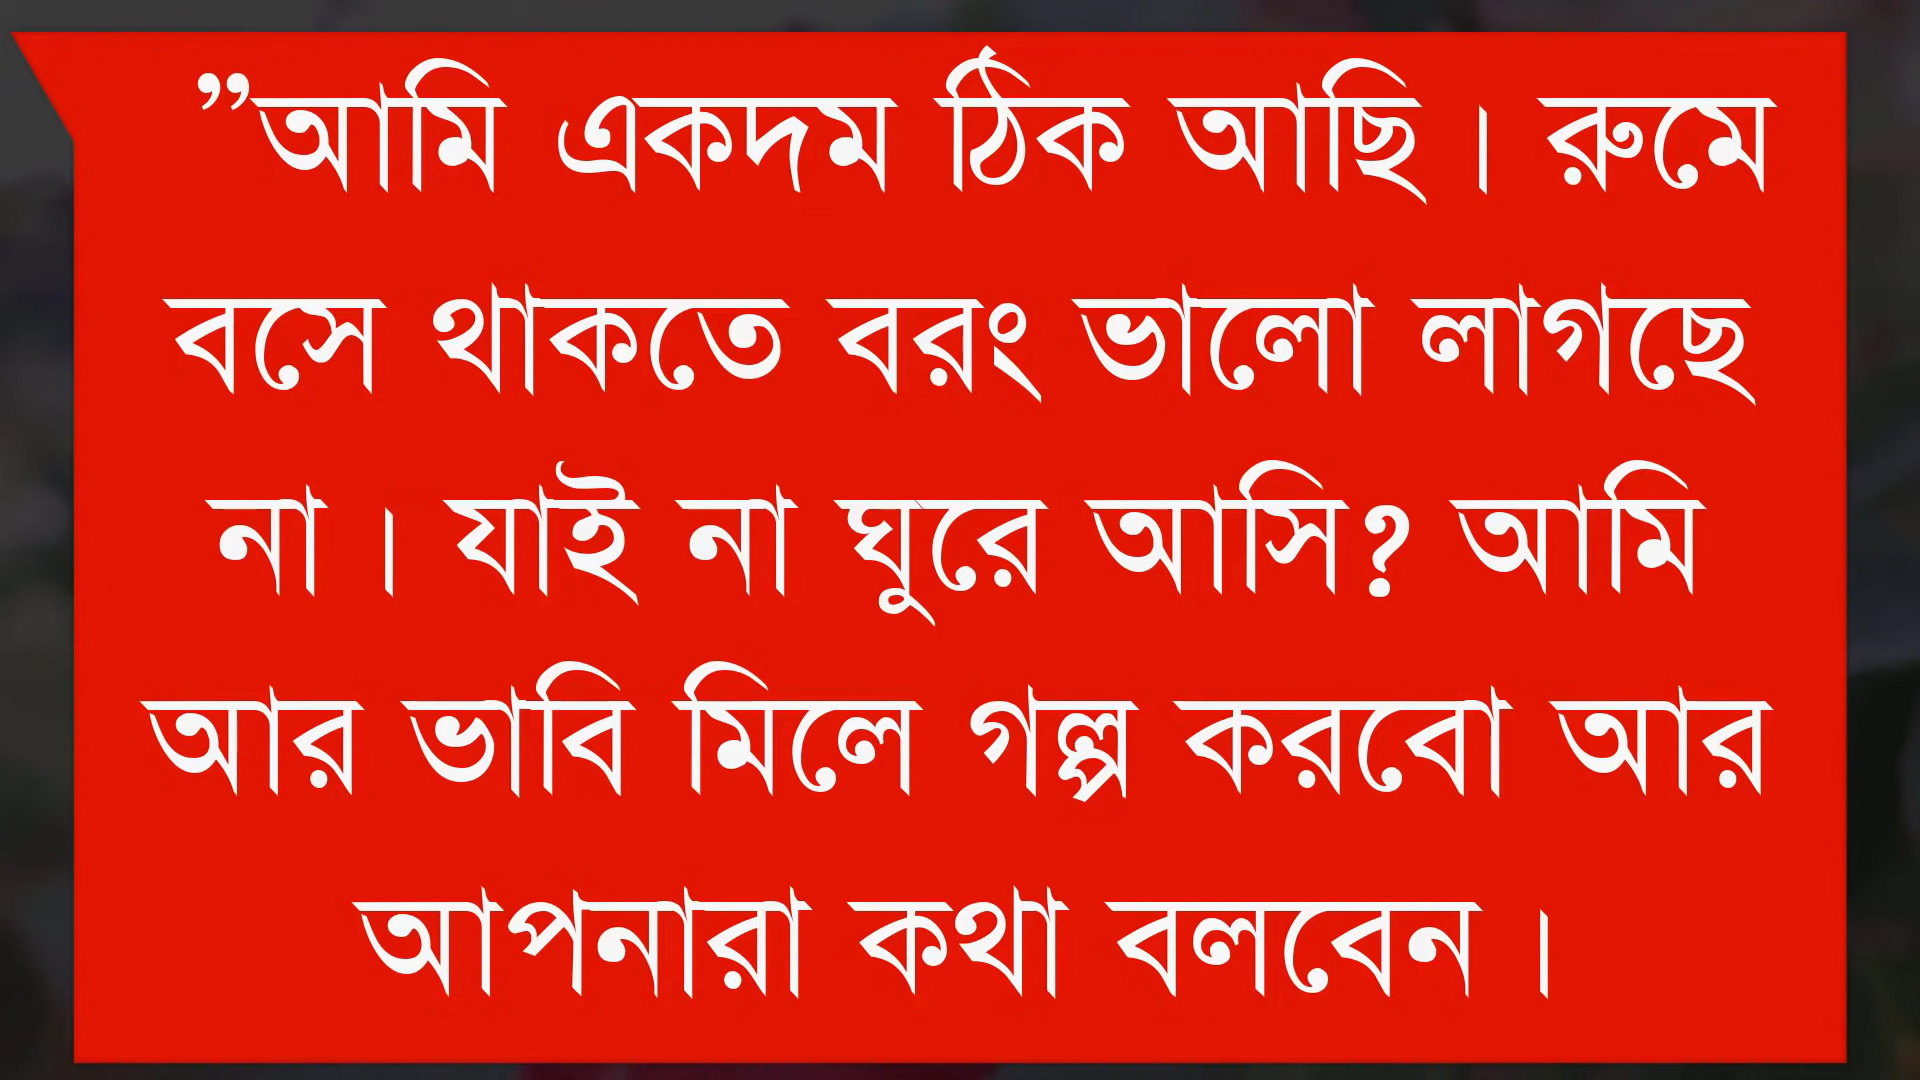 ”আমি একদম ঠিক আছি। রুমে
বসে থাকতে বরং ভালো লাগছে
না। যাই না ঘুরে আসি? আমি
আর ভাবি মিলে গল্প করবো আর
আপনারা কথা বলবেন।